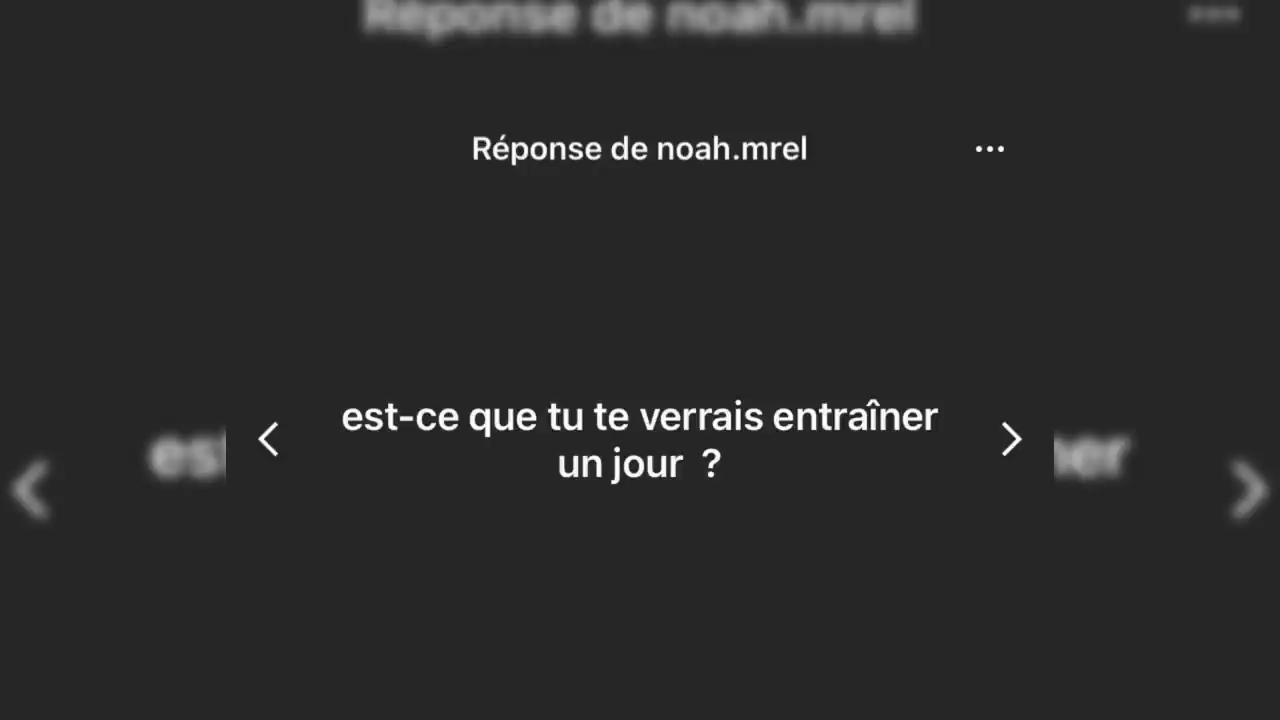 Réponse de noah.mrel
est-ce que tu te verrais entraîner
un jour ?